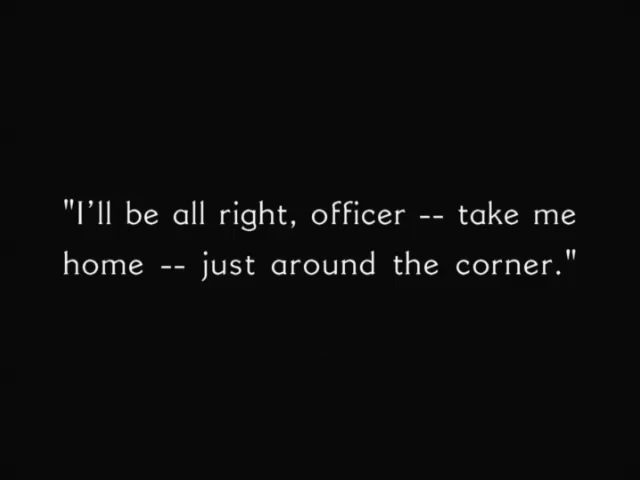 "I’ll be all right, officer -- take me
home -- just around the corner."